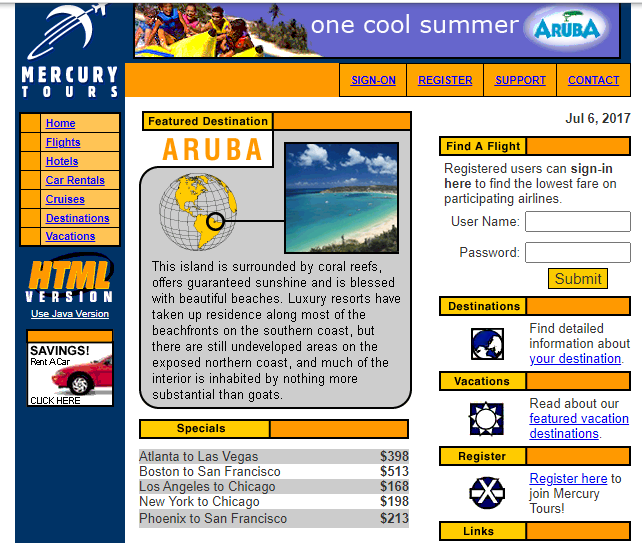 one cool summer ARUBA
MERCURY
TOURS
SIGN-ON REGISTER SUPPORT CONTACT
Home
Flights
Hotels
Car Rentals
Cruises
Destinations
Vacations
HTML
VERSION
Use Java Version
SAVINGS!
Rent A Car
CLICK HERE
Featured Destination
ARUBA
This island is surrounded by coral reefs,
offers guaranteed sunshine and is blessed
with beautiful beaches. Luxury resorts have
taken up residence along most of the
beachfronts on the southern coast, but
there are still undeveloped areas on the
exposed northern coast, and much of the
interior is inhabited by nothing more
substantial than goats.
Specials
Atlanta to Las Vegas $398
Boston to San Francisco $513
Los Angeles to Chicago $168
New York to Chicago $198
Phoenix to San Francisco $213
Jul 6, 2017
Find A Flight
Registered users can sign-in
here to find the lowest fare on
participating airlines.
User Name:
Password:
Submit
Destinations
Find detailed
information about
your destination.
Vacations
Read about our
featured vacation
destinations.
Register
Register here to
join Mercury
Tours!
Links